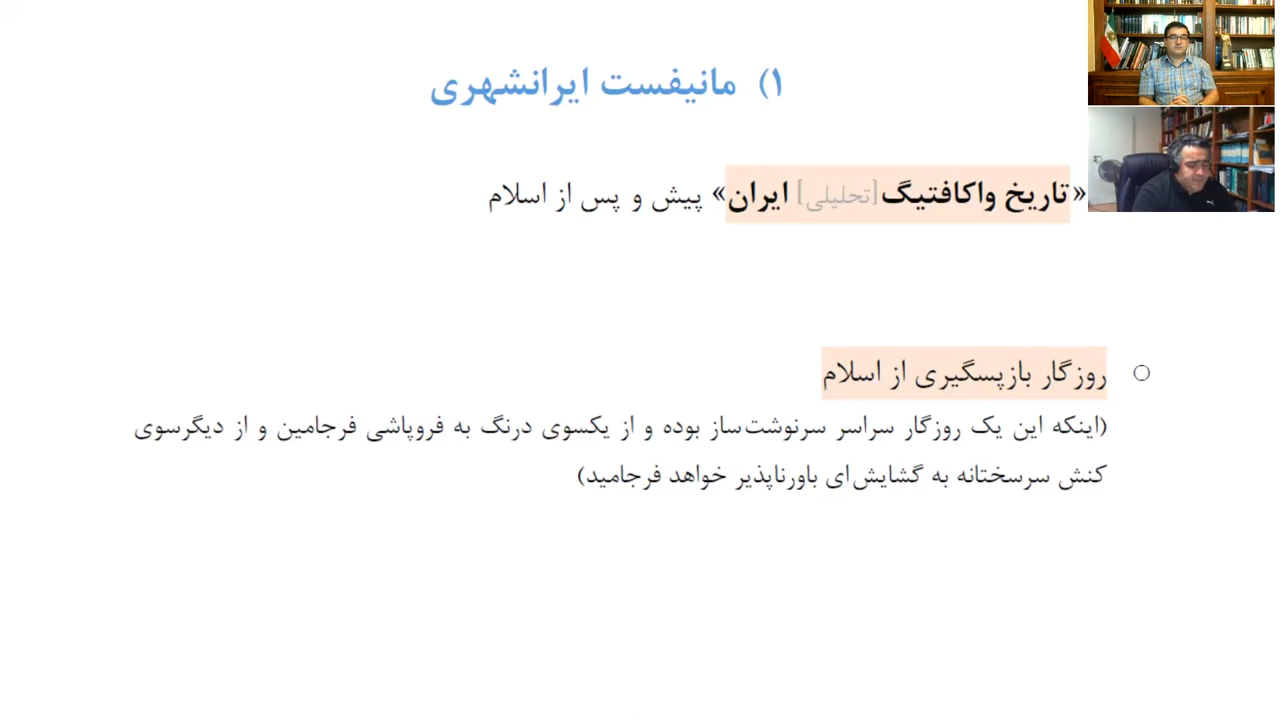 ۱) مانیفست ایرانشهری
«تاریخ واکافتیگ[تحلیلی] ایران» پیش و پس از اسلام
○ روزگار بازپسگیری از اسلام
(اینکه این یک روزگار سراسر سرنوشت‌ساز بوده و از یکسوی درنگ به فروپاشی فرجامین و از دیگرسوی
کنش سرسختانه به گشایش‌ای باورناپذیر خواهد فرجامید)